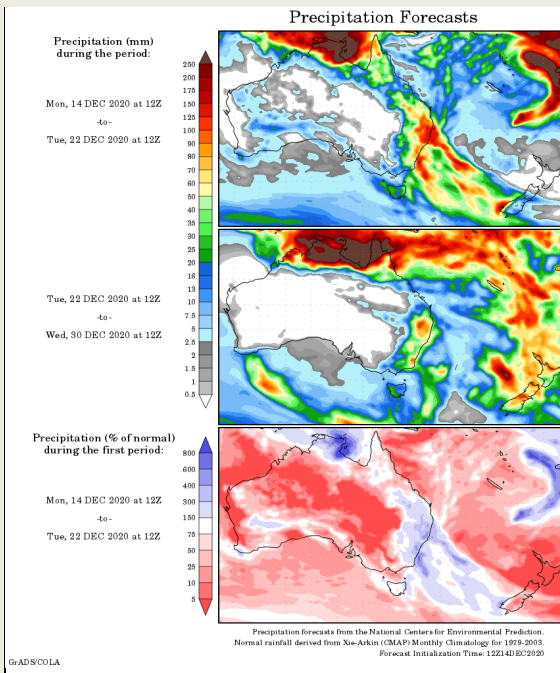 Precipitation Forecasts
Precipitation (mm)
during the period:
Mon, 14 DEC 2020 at 12Z
-to-
Tue, 22 DEC 2020 at 12Z
250
200
175
150
125
100
90
80
70
60
50
45
40
35
30
25
20
16
13
10
7.5
5
2.5
2
1.5
1
0.5
Tue, 22 DEC 2020 at 12Z
-to-
Wed, 30 DEC 2020 at 12Z
Precipitation (% of normal)
during the first period:
Mon, 14 DEC 2020 at 12Z
-to-
Tue, 22 DEC 2020 at 12Z
800
600
400
300
150
75
50
25
10
5
Precipitation forecasts from the National Centers for Environmental Prediction.
Normal rainfall derived from Xie-Arkin (CMAP) Monthly Climatology for 1979-2003.
Forecast Initialization Time: 12Z14DEC2020
GrADS/COLA